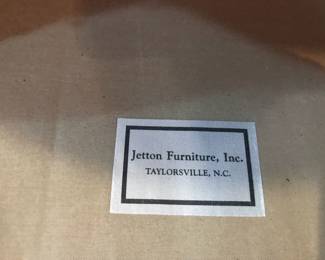 Jetton Furniture, Inc.
TAYLORSVILLE, N.C.